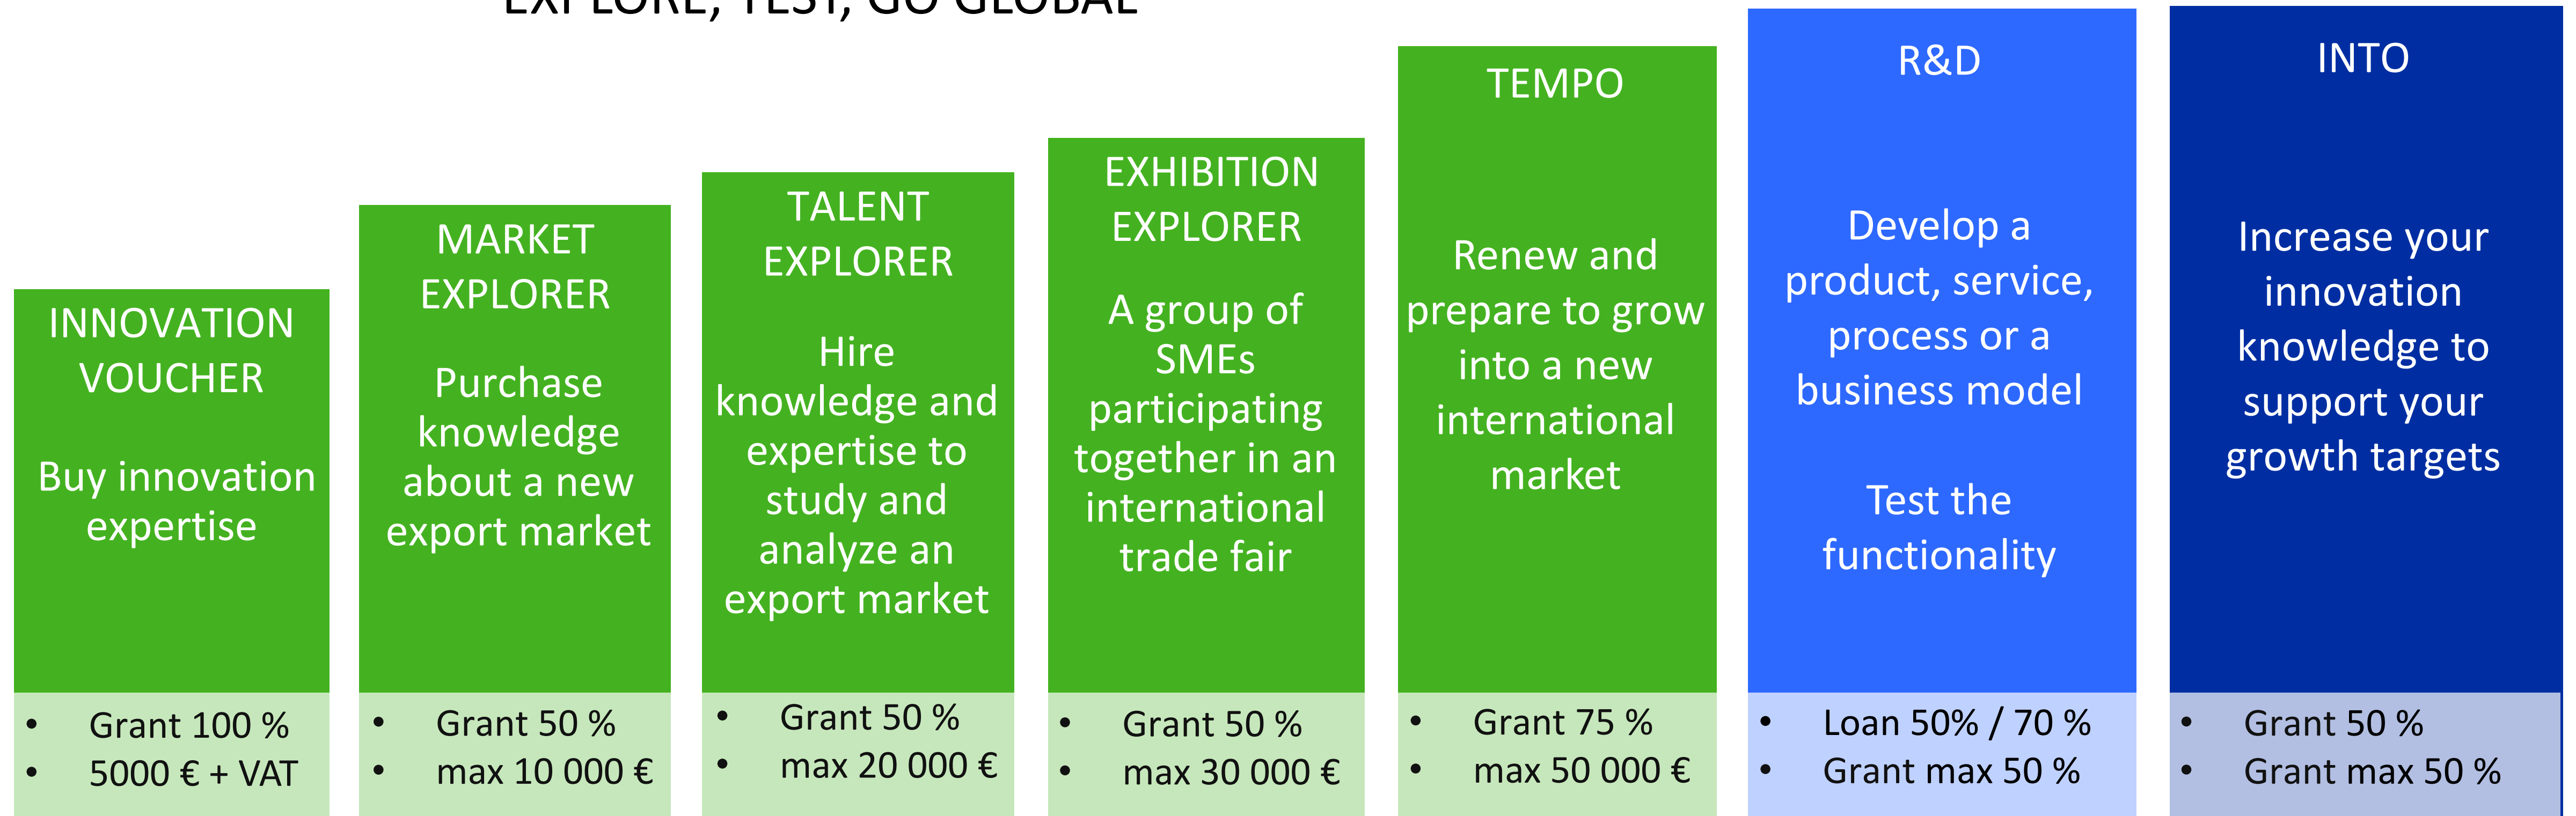 EXPLORE, TEST, GO GLOBAL
INNOVATION
VOUCHER
Buy innovation
expertise
• Grant 100 %
• 5000 € + VAT
MARKET
EXPLORER
Purchase
knowledge
about a new
export market
• Grant 50 %
• max 10 000 €
TALENT
EXPLORER
Hire
knowledge and
expertise to
study and
analyze an
export market
• Grant 50 %
• max 20 000 €
EXHIBITION
EXPLORER
A group of
SMEs
participating
together in an
international
trade fair
• Grant 50 %
• max 30 000 €
TEMPO
Renew and
prepare to grow
into a new
international
market
• Grant 75 %
• max 50 000 €
R&D
Develop a
product, service,
process or a
business model
Test the
functionality
• Loan 50% / 70 %
• Grant max 50 %
INTO
Increase your
innovation
knowledge to
support your
growth targets
• Grant 50 %
• Grant max 50 %